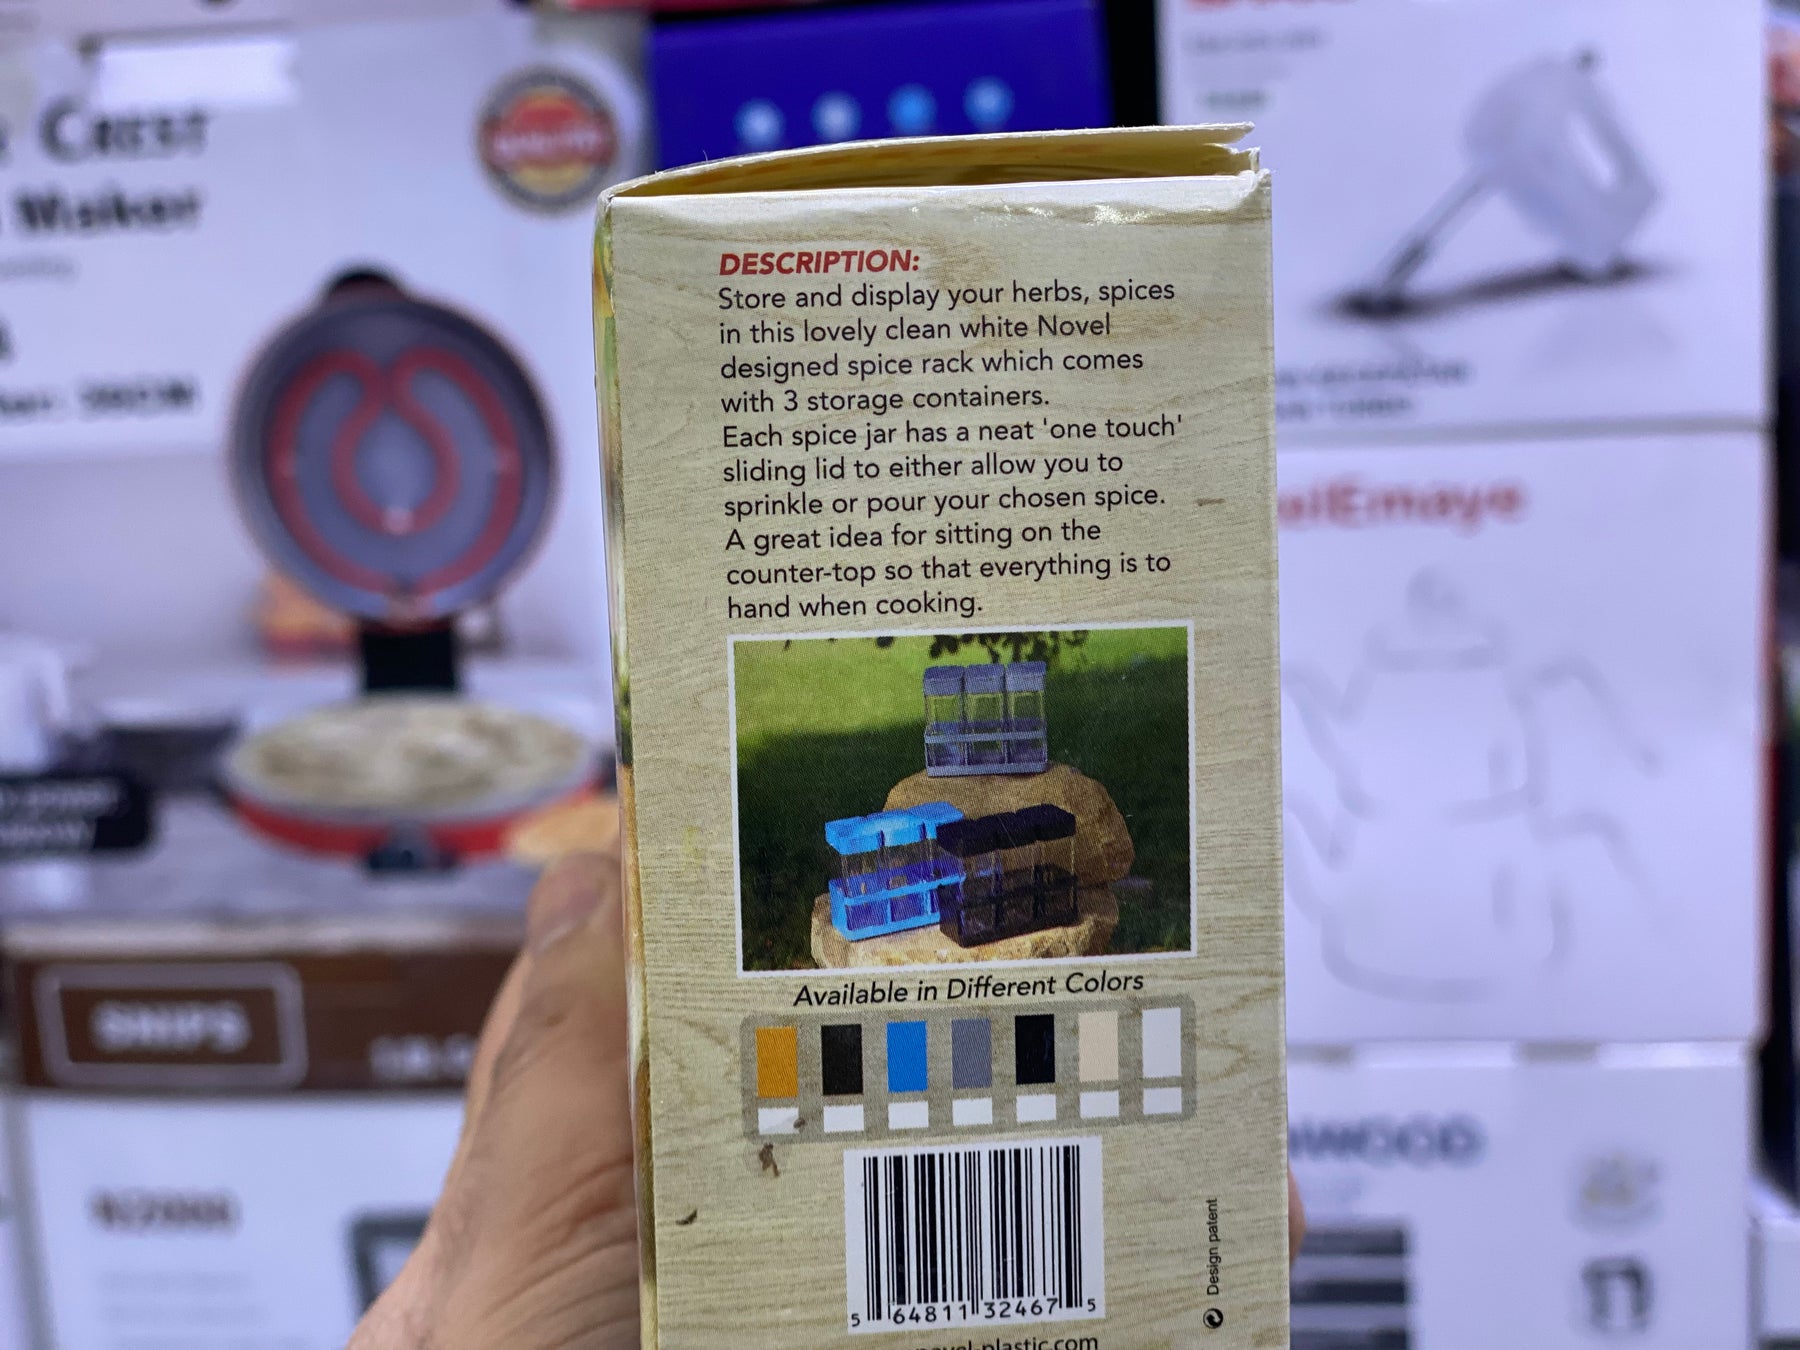 CREST
Maker
DESCRIPTION:
Store and display your herbs, spices
in this lovely clean white Novel
designed spice rack which comes
with 3 storage containers.
Each spice jar has a neat 'one touch'
sliding lid to either allow you to
sprinkle or pour your chosen spice.
A great idea for sitting on the
counter-top so that everything is to
hand when cooking.
Available in Different Colors
5 64811 32467 5
Design patent